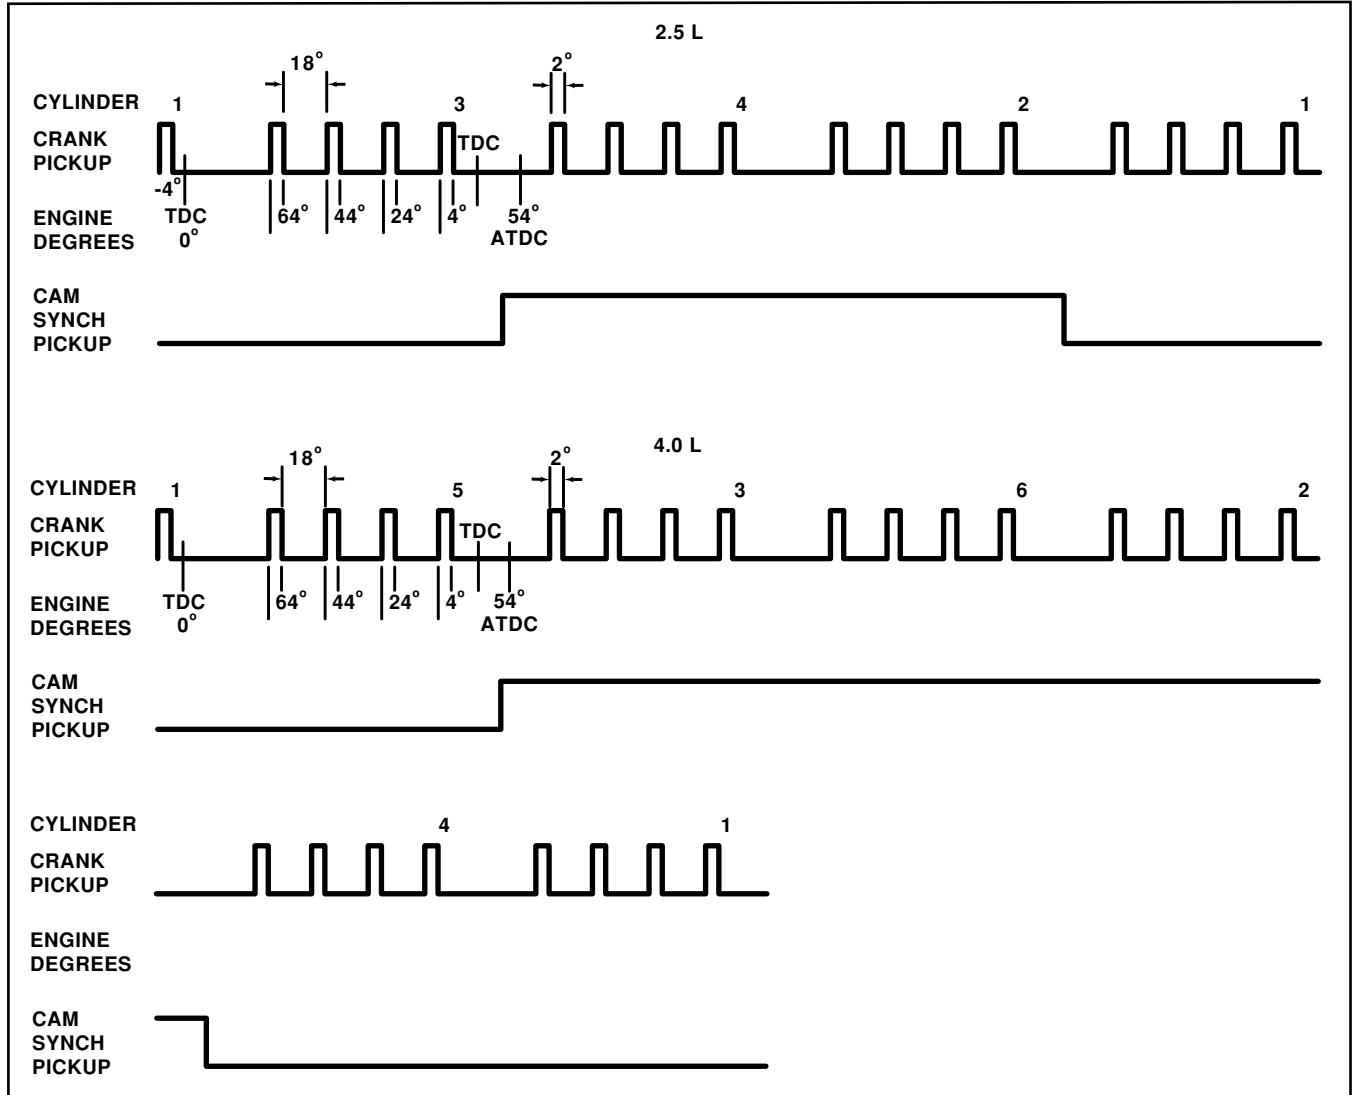 2.5 L
18° 2°
CYLINDER 1 3 4 2 1
CRANK PICKUP TDC
-4°
ENGINE DEGREES TDC 0° 64° 44° 24° 4° 54° ATDC
CAM SYNCH PICKUP
4.0 L
18° 2°
CYLINDER 1 5 3 6 2
CRANK PICKUP TDC
ENGINE DEGREES TDC 0° 64° 44° 24° 4° 54° ATDC
CAM SYNCH PICKUP
CYLINDER 4 1
CRANK PICKUP
ENGINE DEGREES
CAM SYNCH PICKUP